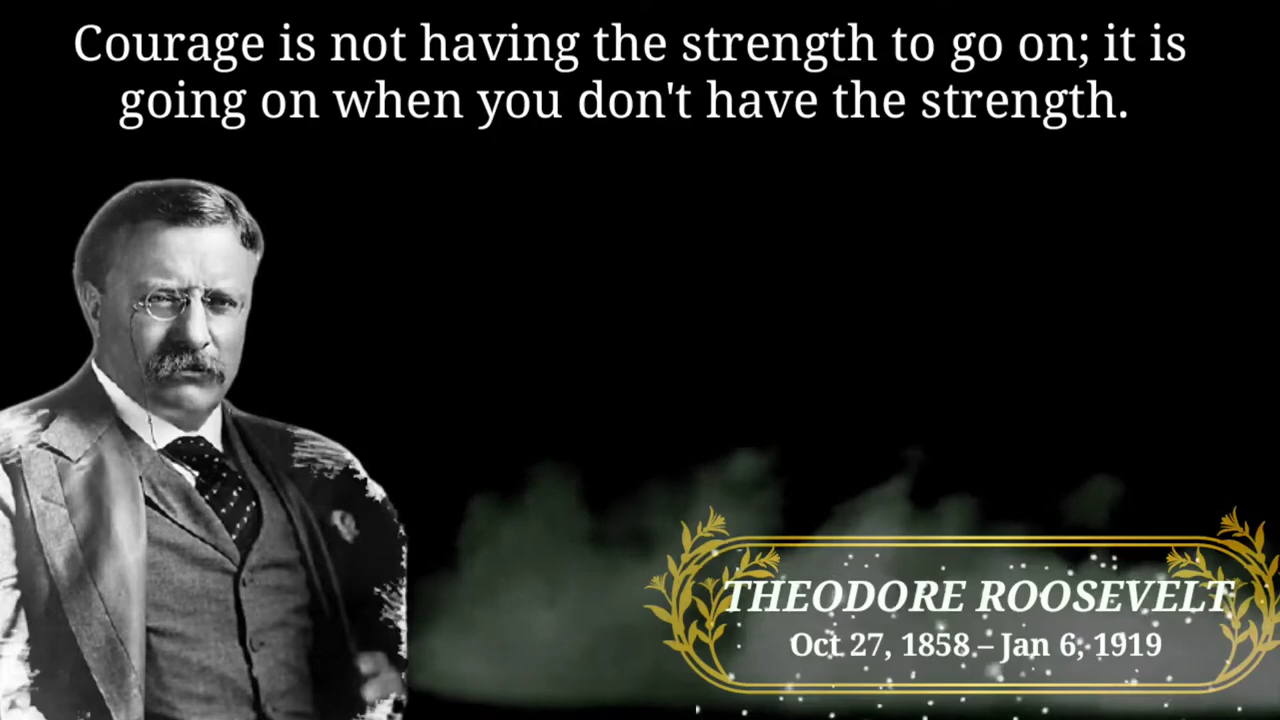 Courage is not having the strength to go on; it is
going on when you don't have the strength.
THEODORE ROOSEVELT
Oct 27, 1858 – Jan 6, 1919